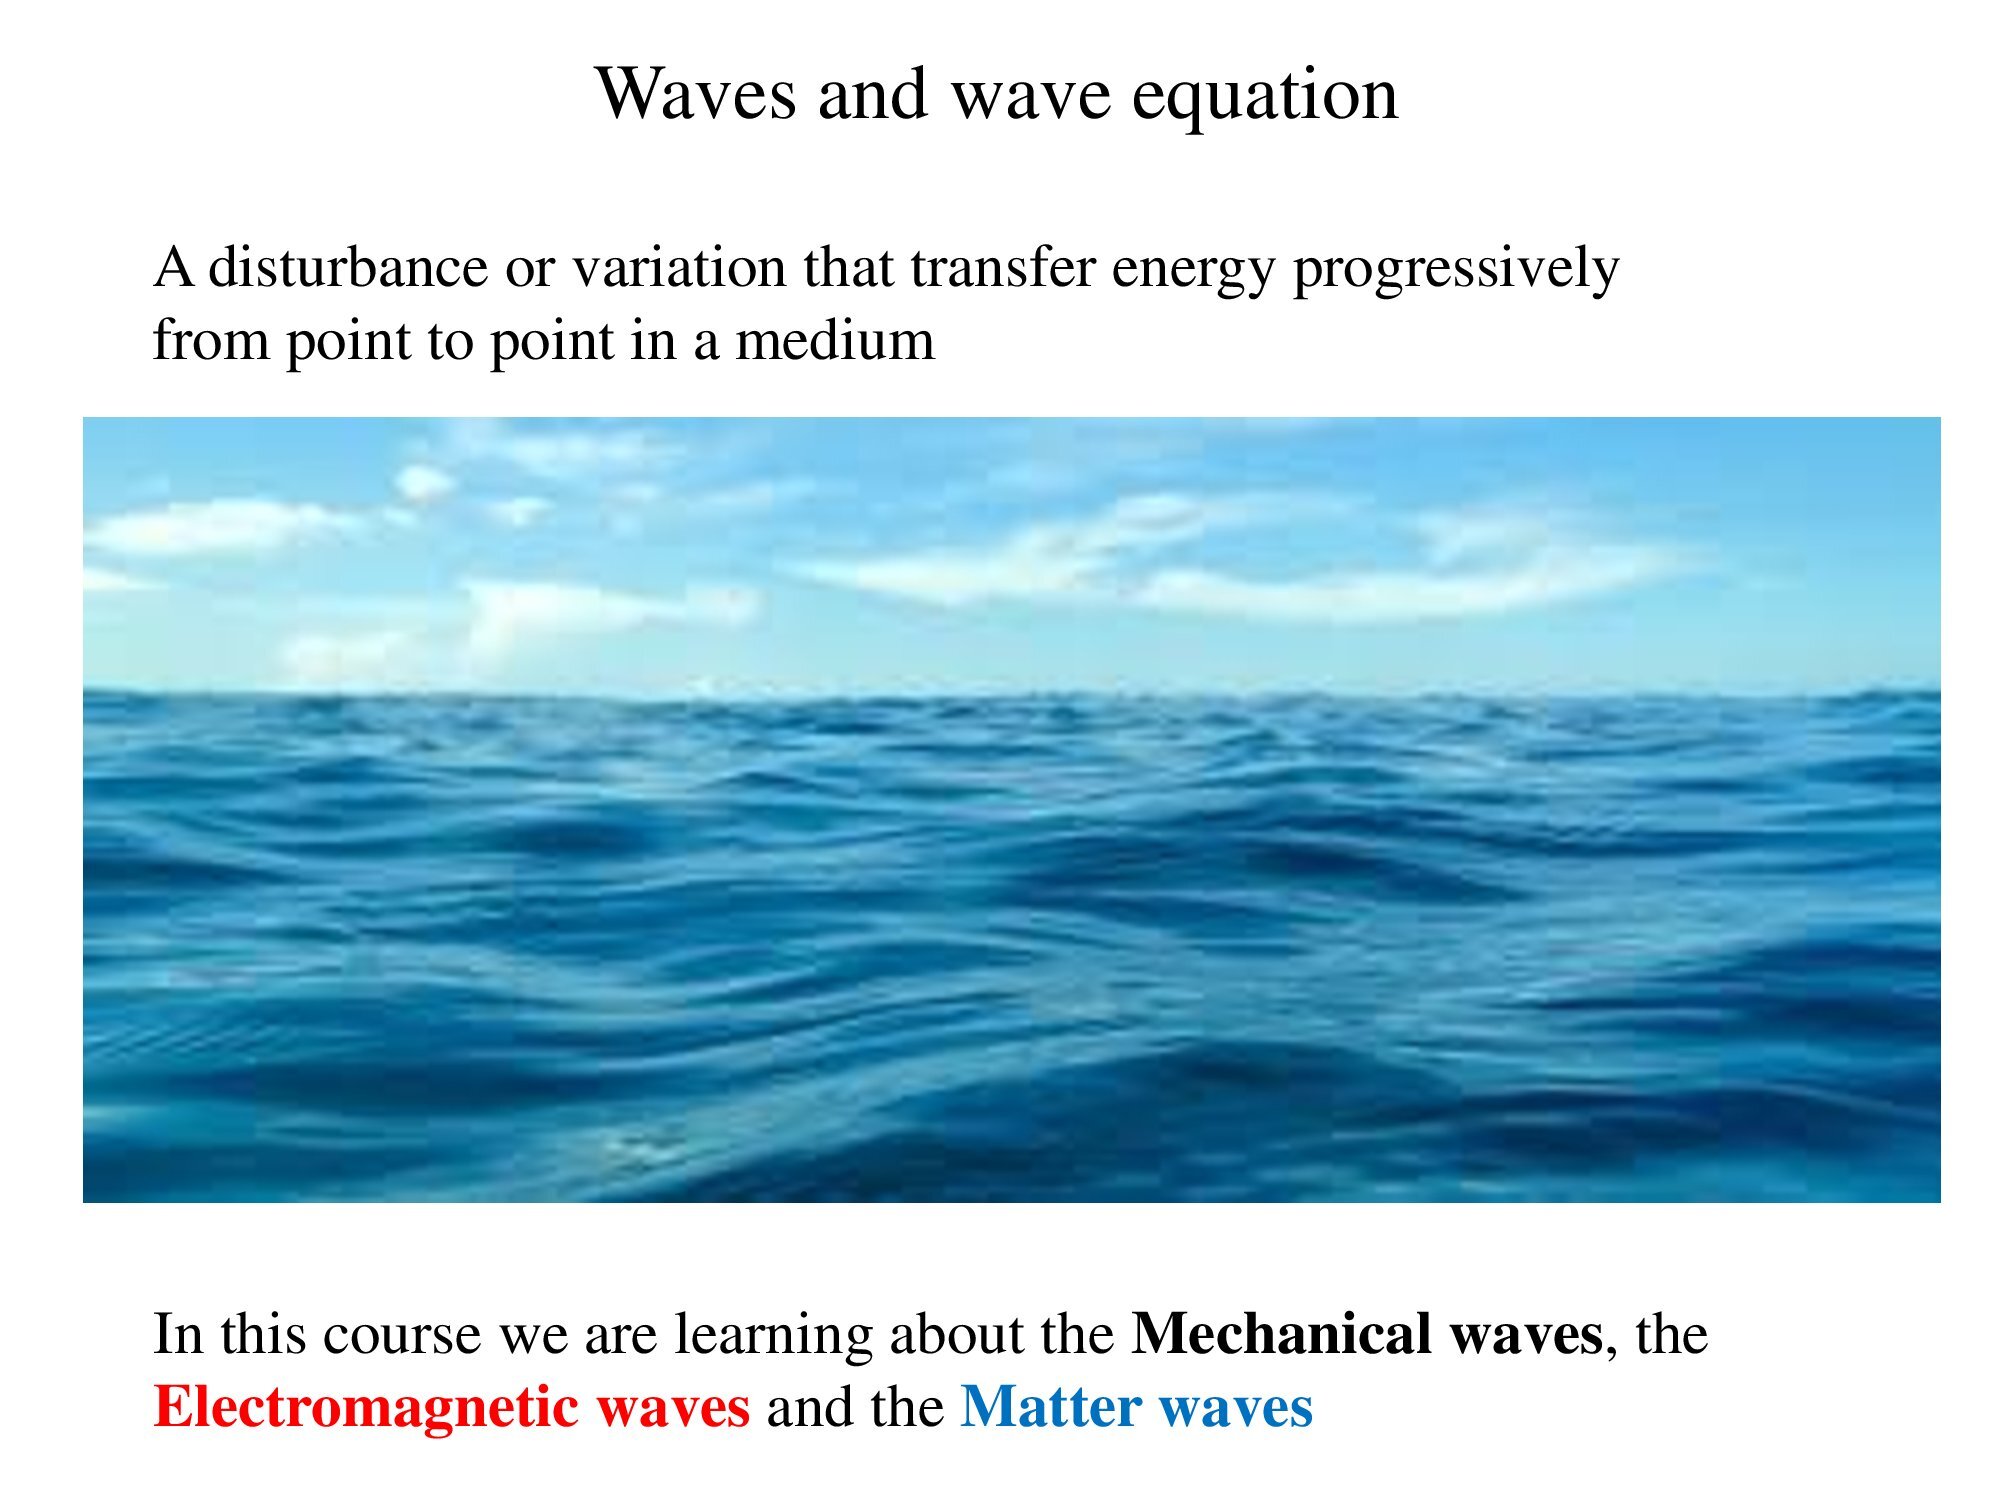 Waves and wave equation
A disturbance or variation that transfer energy progressively
from point to point in a medium
In this course we are learning about the Mechanical waves, the
Electromagnetic waves and the Matter waves